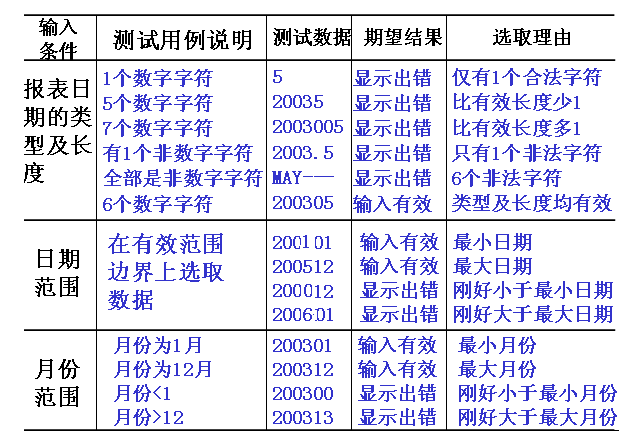 输入条件 测试用例说明 测试数据 期望结果 选取理由
报表日期的类型及长度
1个数字字符 5 显示出错 仅有1个合法字符
5个数字字符 20035 显示出错 比有效长度少1
7个数字字符 2003005 显示出错 比有效长度多1
有1个非数字字符 2003.5 显示出错 只有1个非法字符
全部是非数字字符 MAY--- 显示出错 6个非法字符
6个数字字符 200305 输入有效 类型及长度均有效
日期范围
在有效范围边界上选取数据
200101 输入有效 最小日期
200512 输入有效 最大日期
200012 显示出错 刚好小于最小日期
200601 显示出错 刚好大于最大日期
月份范围
月份为1月 200301 输入有效 最小月份
月份为12月 200312 输入有效 最大月份
月份<1 200300 显示出错 刚好小于最小月份
月份>12 200313 显示出错 刚好大于最大月份